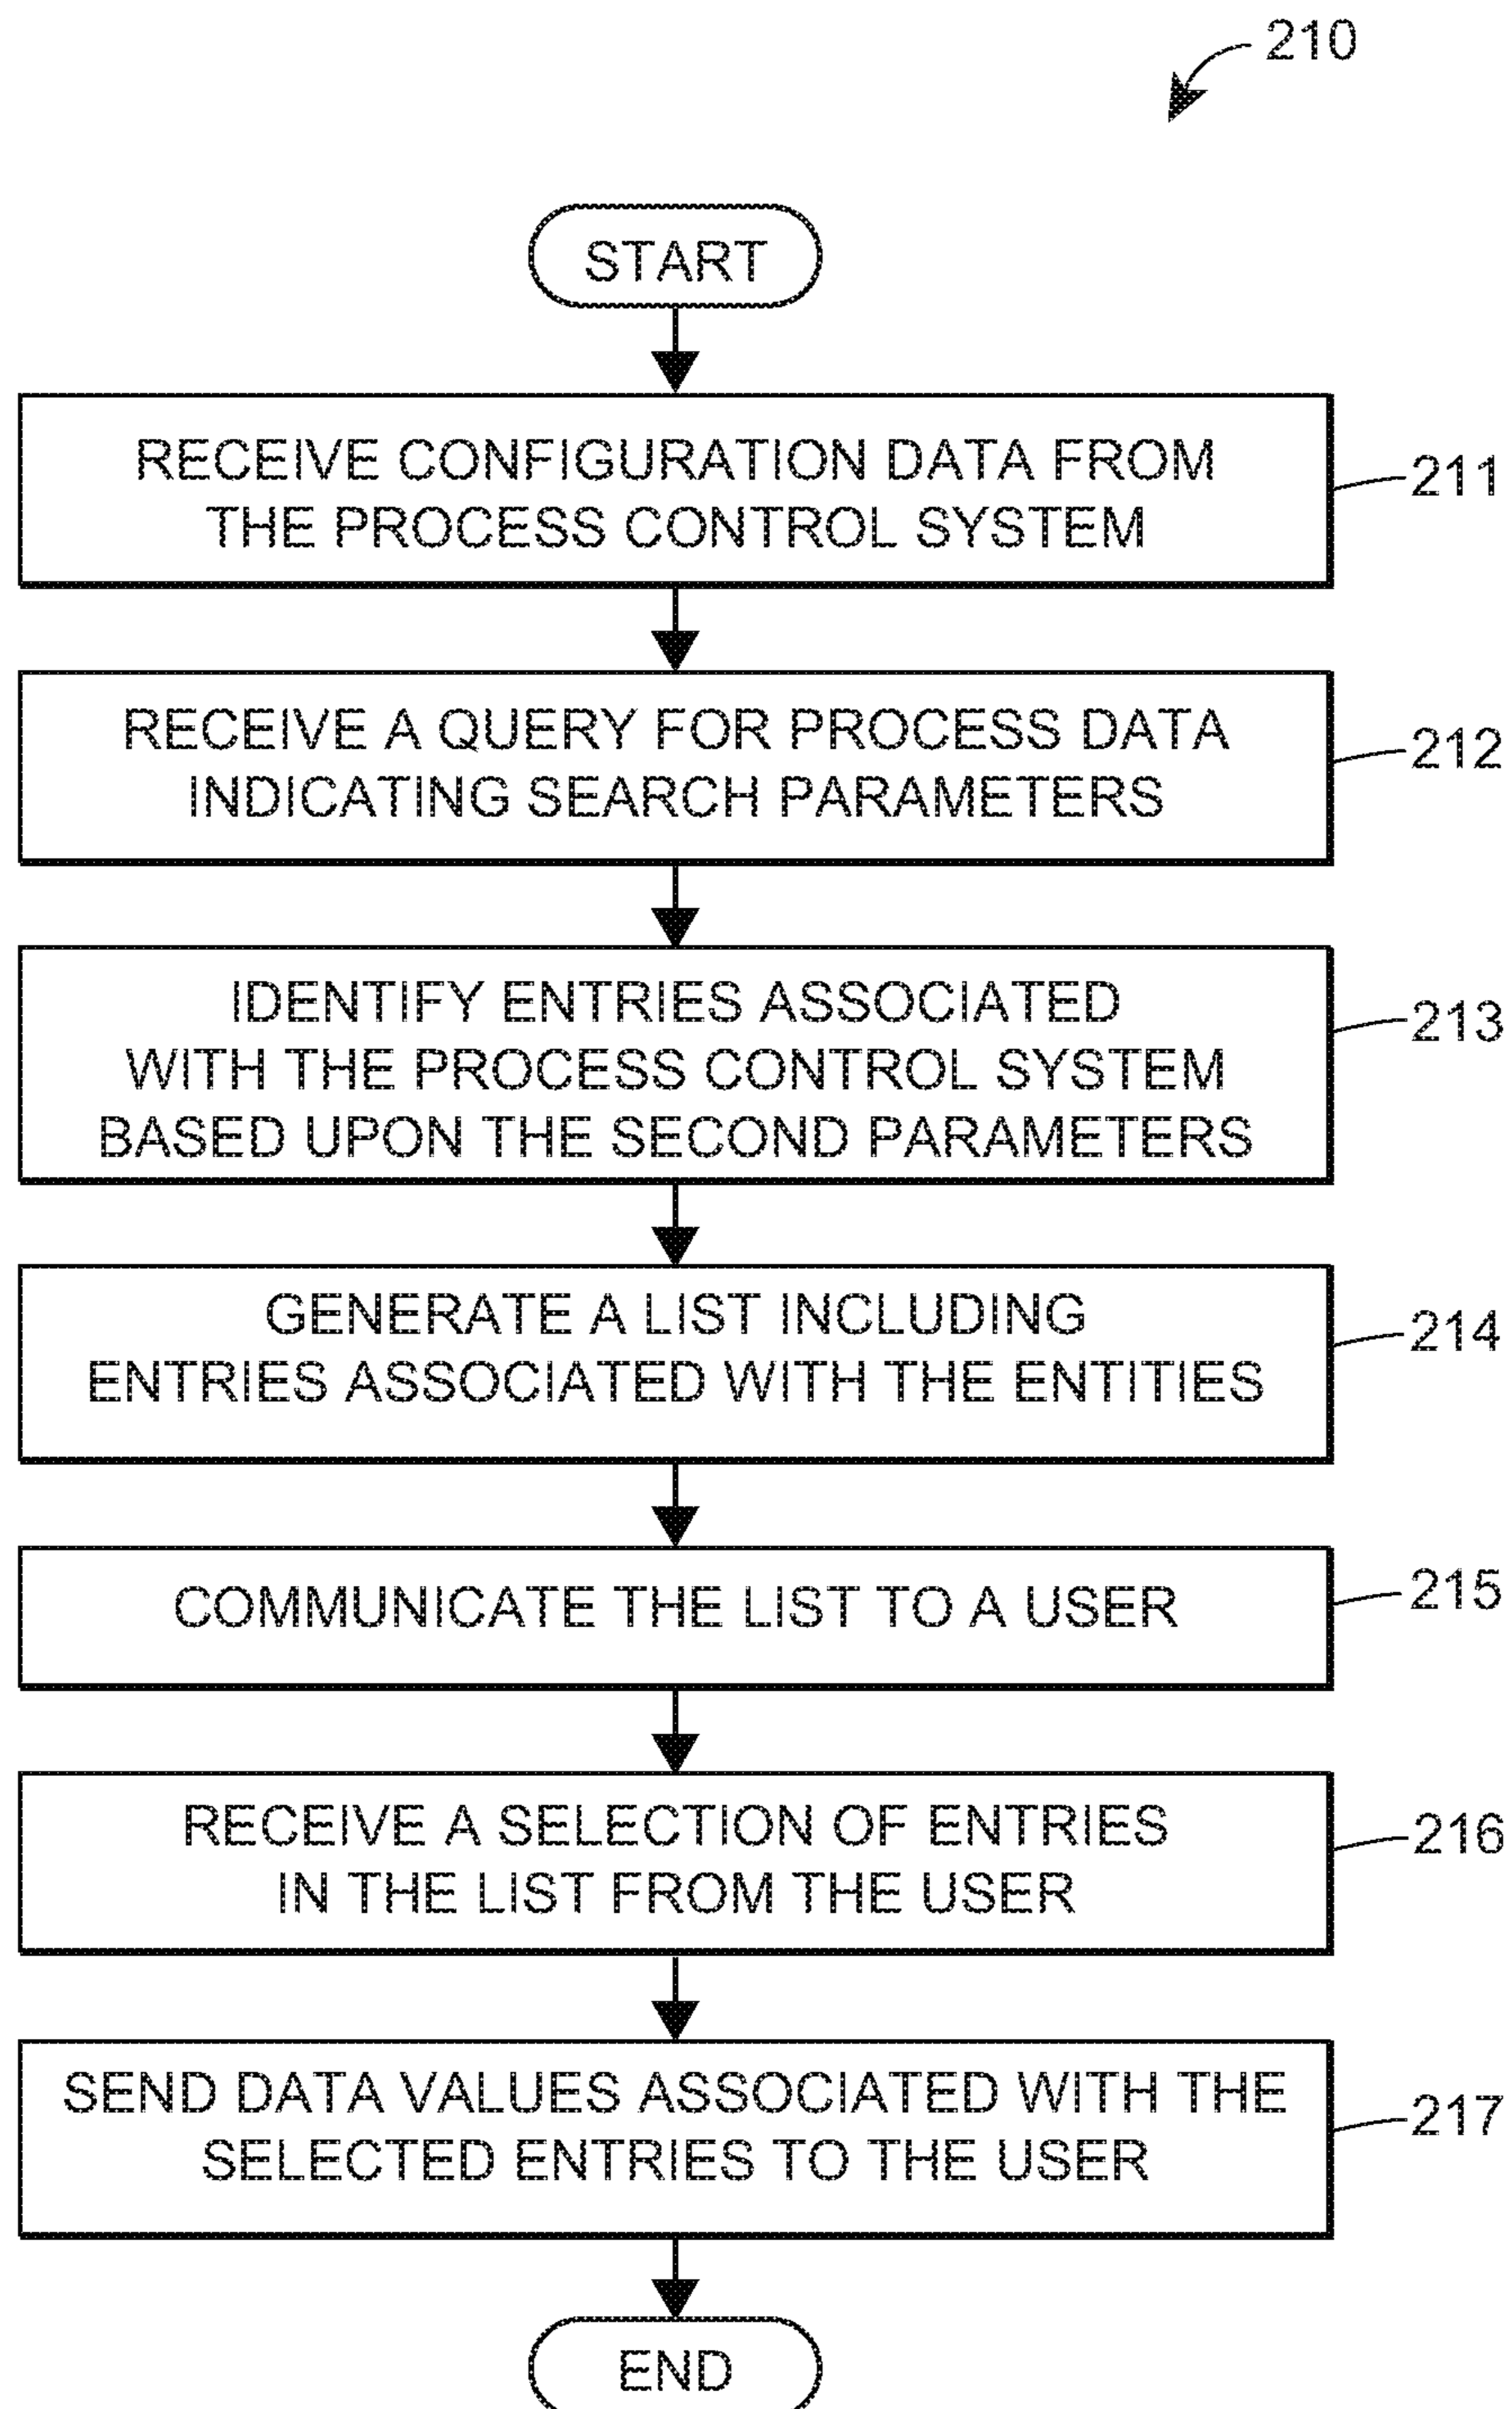 210
START
RECEIVE CONFIGURATION DATA FROM
THE PROCESS CONTROL SYSTEM
211
RECEIVE A QUERY FOR PROCESS DATA
INDICATING SEARCH PARAMETERS
212
IDENTIFY ENTRIES ASSOCIATED
WITH THE PROCESS CONTROL SYSTEM
BASED UPON THE SECOND PARAMETERS
213
GENERATE A LIST INCLUDING
ENTRIES ASSOCIATED WITH THE ENTITIES
214
COMMUNICATE THE LIST TO A USER
215
RECEIVE A SELECTION OF ENTRIES
IN THE LIST FROM THE USER
216
SEND DATA VALUES ASSOCIATED WITH THE
SELECTED ENTRIES TO THE USER
217
END